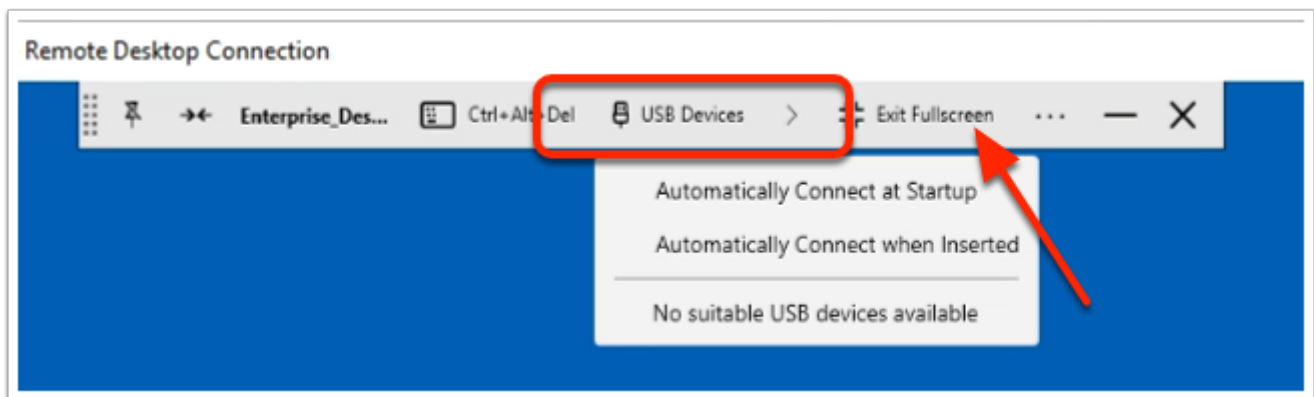 Remote Desktop Connection
Enterprise_Des... Ctrl+Alt+Del USB Devices Exit Fullscreen ...
Automatically Connect at Startup
Automatically Connect when Inserted
No suitable USB devices available